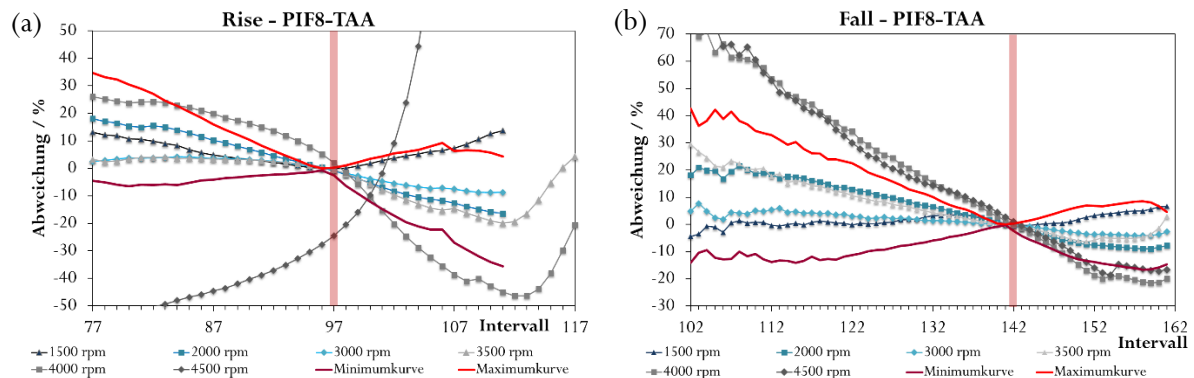 (a)
Rise - PIF8-TAA
Abweichung / %
50
40
30
20
10
0
-10
-20
-30
-40
-50
77 87 97 107 117
Intervall
1500 rpm 2000 rpm 3000 rpm 3500 rpm
4000 rpm 4500 rpm Minimumkurve Maximumkurve
(b)
Fall - PIF8-TAA
Abweichung / %
70
60
50
40
30
20
10
0
-10
-20
-30
102 112 122 132 142 152 162
Intervall
1500 rpm 2000 rpm 3000 rpm 3500 rpm
4000 rpm 4500 rpm Minimumkurve Maximumkurve